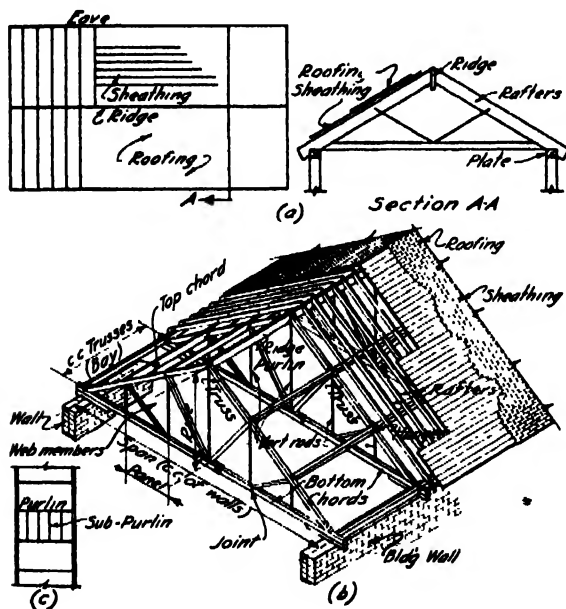 Eave
Sheathing
Ridge
Roofing
A
(a)
Roofing
Sheathing
Ridge
Rafters
Plate
Section A-A
Roofing
Sheathing
Top chord
c.c. Trusses
(Bay)
Ridge
Purlin
Truss
Truss
Rafters
Wall
Web members
Vert rods
Panel
Span (c.c. of walls)
Bottom
Chords
Joint
Bldg Wall
(b)
Purlin
Sub-Purlin
(c)